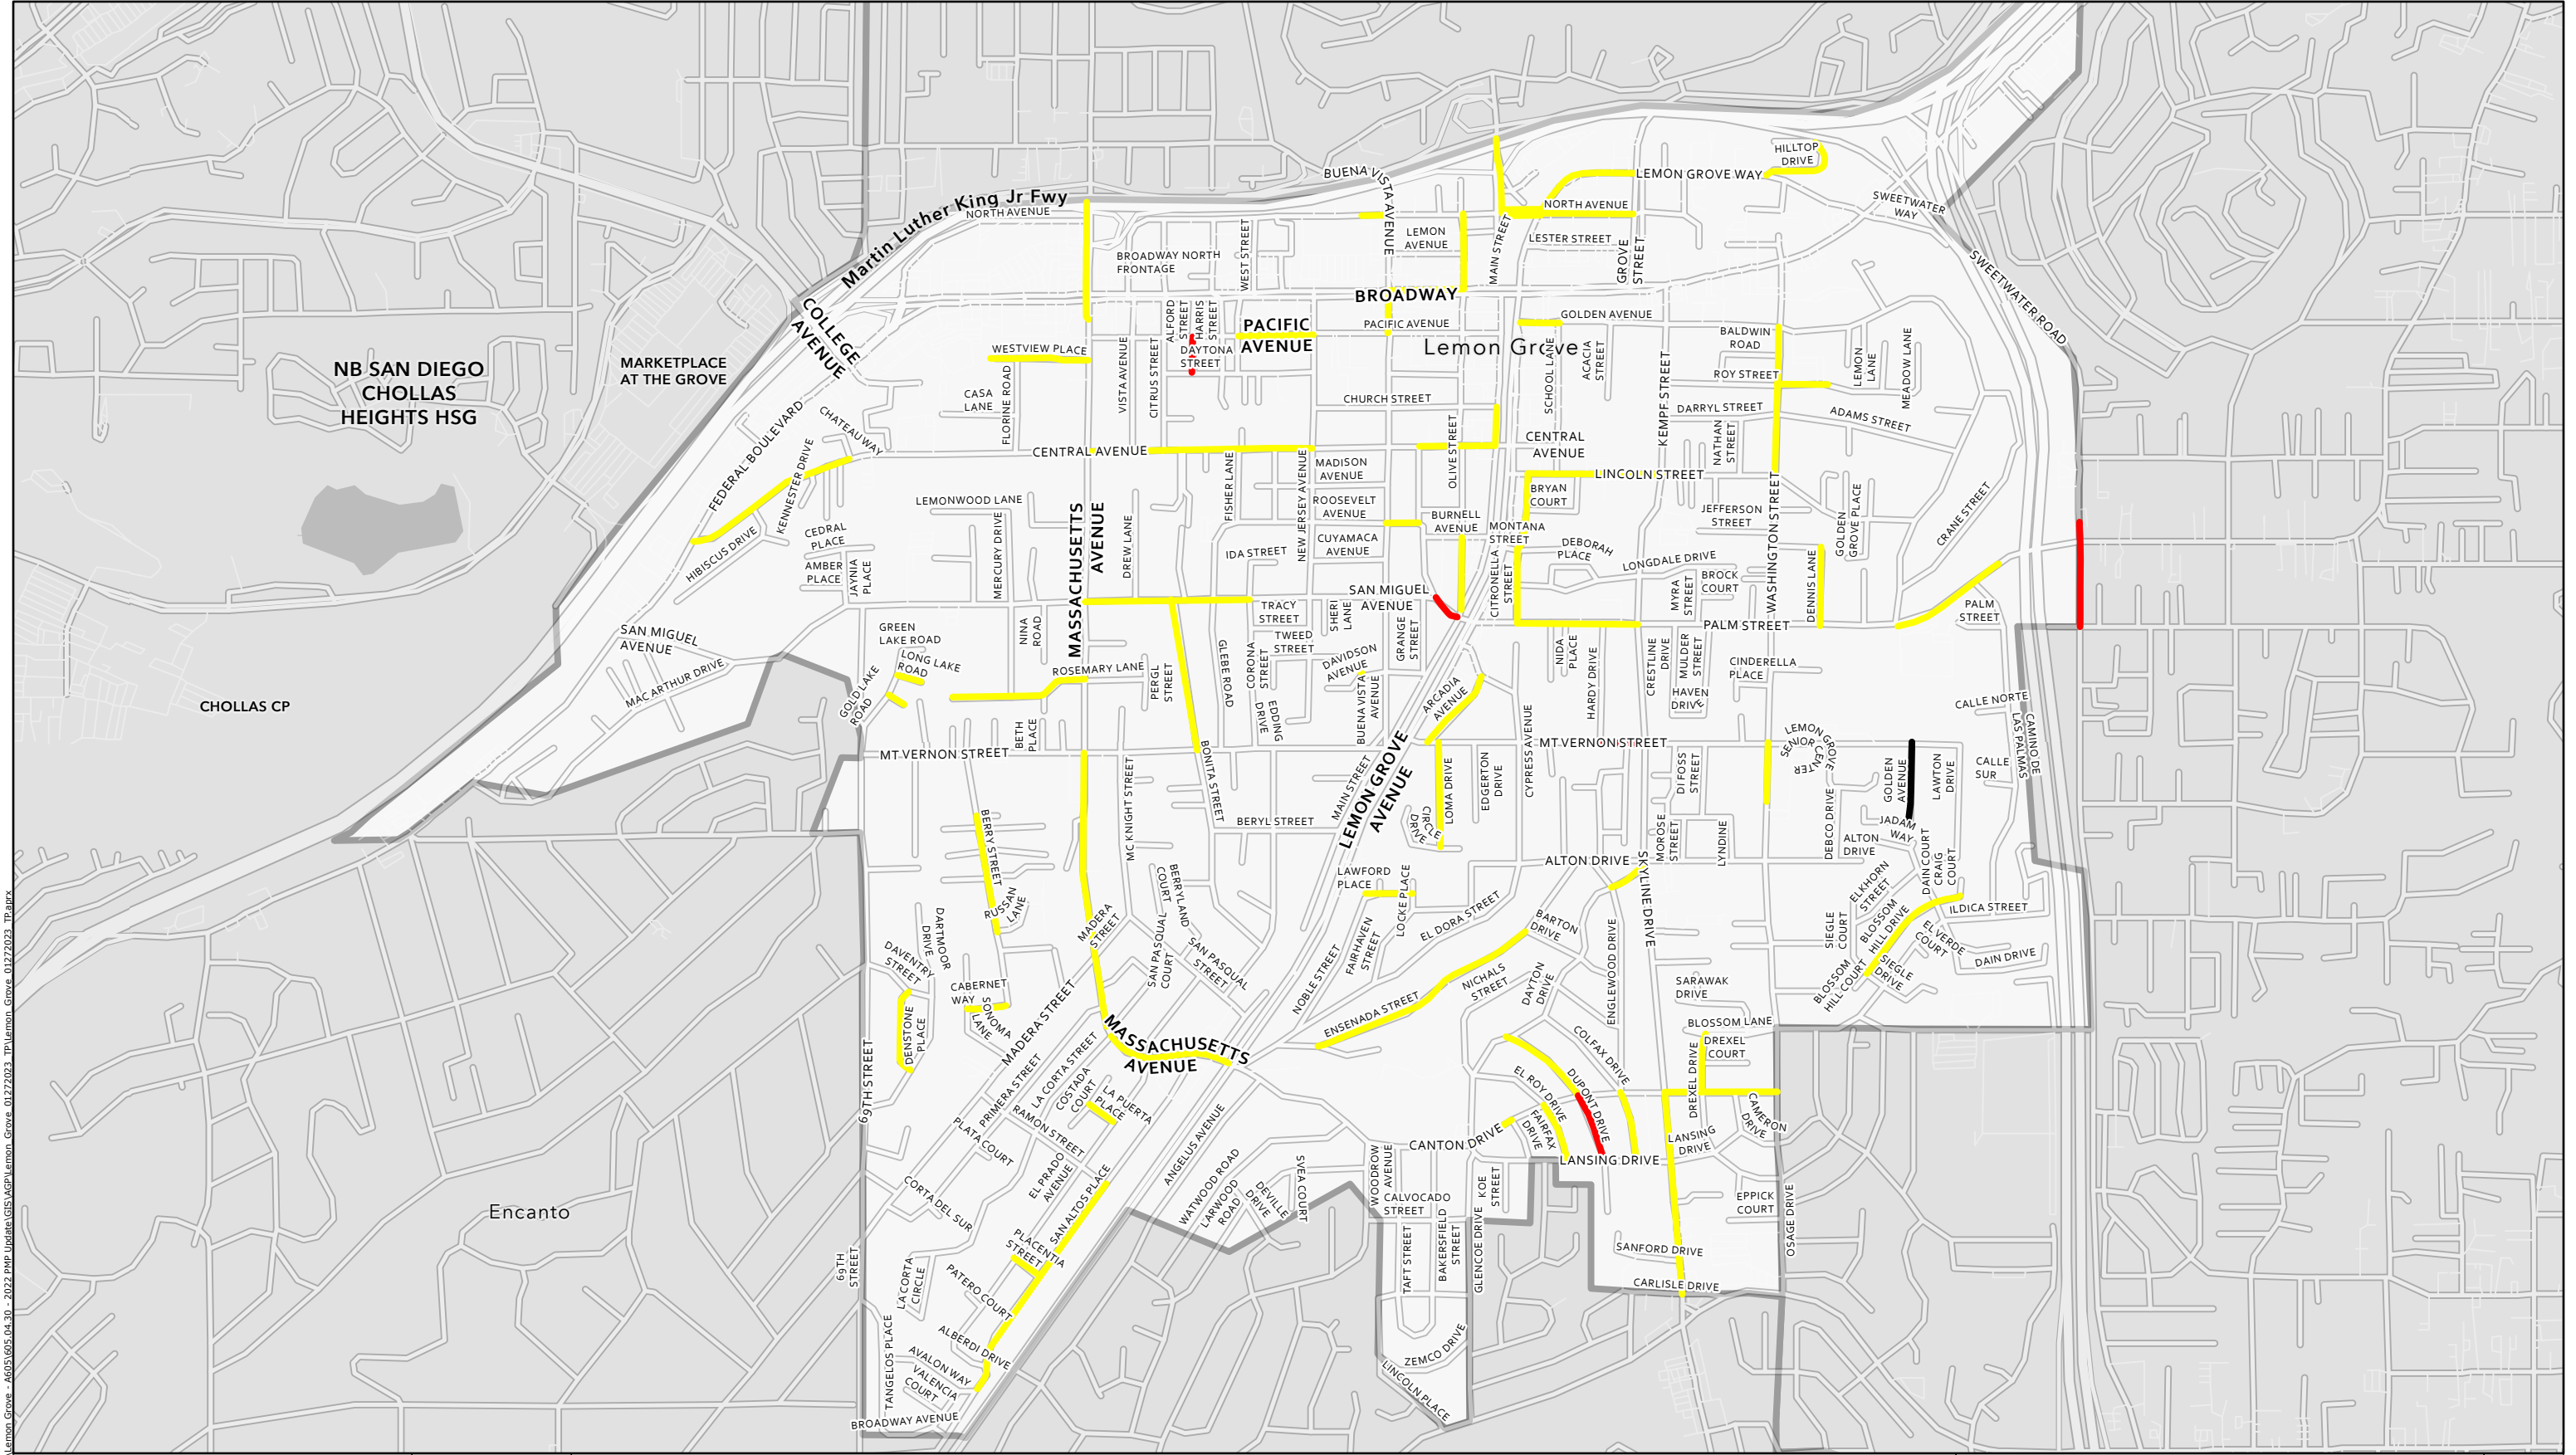 HILLTOP
DRIVE
BUENA VISTA AVENUE
LEMON GROVE WAY
Martin Luther King Jr Fwy
NORTH AVENUE
NORTH AVENUE
SWEETWATER
WAY
LEMON
AVENUE
MAIN STREET
LESTER STREET
GROVE
STREET
WEST STREET
BROADWAY NORTH
FRONTAGE
SWEETWATER ROAD
BROADWAY
COLLEGE
AVENUE
ALFORD
STREET
HARRIS
STREET
PACIFIC
AVENUE
PACIFIC AVENUE
GOLDEN AVENUE
BALDWIN
ROAD
Lemon Grove
WESTVIEW PLACE
DAYTONA
STREET
VISTA AVENUE
CITRUS STREET
SCHOOL LANE
ACACIA
STREET
KEMPF STREET
LEMON
LANE
MEADOW LANE
ROY STREET
NB SAN DIEGO
CHOLLAS
HEIGHTS HSG
MARKETPLACE
AT THE GROVE
CASA
LANE
FLORINE ROAD
CHURCH STREET
DARRYL STREET
ADAMS STREET
NATHAN
STREET
FEDERAL BOULEVARD
CHATEAU WAY
KENNESTER DRIVE
CENTRAL AVENUE
OLIVE STREET
CENTRAL
AVENUE
MADISON
AVENUE
FISHER LANE
NEW JERSEY AVENUE
LINCOLN STREET
BRYAN
COURT
LEMONWOOD LANE
ROOSEVELT
AVENUE
MASSACHUSETTS
AVENUE
BURNELL
AVENUE
MONTANA
STREET
JEFFERSON
STREET
WASHINGTON STREET
GOLDEN
GROVE PLACE
CRANE STREET
HIBISCUS DRIVE
CEDRAL
PLACE
AMBER
PLACE
JAYNIA
PLACE
MERCURY DRIVE
DREW LANE
IDA STREET
CUYAMACA
AVENUE
DEBORAH
PLACE
LONGDALE DRIVE
CITRONELLA
STREET
MYRA
STREET
BROCK
COURT
DENNIS LANE
SAN MIGUEL
AVENUE
TRACY
STREET
SHERI
LANE
PALM
STREET
PALM STREET
SAN MIGUEL
AVENUE
GREEN
LAKE ROAD
NINA
ROAD
TWEED
STREET
GRANGE
STREET
LONG LAKE
ROAD
ROSEMARY LANE
PERGL
STREET
GLEBE ROAD
CORONA
STREET
DAVIDSON
AVENUE
NIDA
PLACE
HARDY DRIVE
CRESTLINE
DRIVE
MULDER
STREET
CINDERELLA
PLACE
MAC ARTHUR DRIVE
GOLD LAKE
ROAD
EDDING
DRIVE
BUENA VISTA
AVENUE
ARCADIA
AVENUE
HAVEN
DRIVE
CALLE NORTE
CHOLLAS CP
BETH
PLACE
CYPRESS AVENUE
CAMINO DE
LAS PALMAS
MT VERNON STREET
MT VERNON STREET
LEMON GROVE
SENIOR CENTER
BONITA STREET
MC KNIGHT STREET
LEMON GROVE
AVENUE
MAIN STREET
LOMA DRIVE
EDGERTON
DRIVE
DI FOSS
STREET
GOLDEN
AVENUE
LAWTON
DRIVE
CALLE
SUR
BERRY STREET
BERYL STREET
CIRCLE
DRIVE
MOROSE
STREET
LYNDINE
DEBCO DRIVE
JADAM
WAY
ALTON
DRIVE
ALTON DRIVE
RUSSAN
LANE
BERRYLAND
COURT
LAWFORD
PLACE
LOCKE PLACE
SKYLINE DRIVE
ELKHORN
STREET
DAIN COURT
CRAIG
COURT
DARTMOOR
DRIVE
MADERA
STREET
EL DORA STREET
BARTON
DRIVE
ILDICA STREET
SIEGLE
COURT
BLOSSOM
HILL DRIVE
EL VERDE
COURT
DAVENTRY
STREET
SAN PASQUAL
COURT
SAN PASQUAL
STREET
FAIRHAVEN
STREET
ENGLEWOOD DRIVE
DAIN DRIVE
CABERNET
WAY
NOBLE STREET
NICHALS
STREET
DAYTON
DRIVE
SARAWAK
DRIVE
BLOSSOM
HILL COURT
SIEGLE
DRIVE
SONOMA
LANE
DENSTONE
PLACE
MADERA STREET
MASSACHUSETTS
AVENUE
ENSENADA STREET
COLFAX DRIVE
BLOSSOM LANE
DREXEL
COURT
DREXEL DRIVE
69TH STREET
PRIMERA STREET
LA CORTA STREET
COSTADA
COURT
LA PUERTA
PLACE
EL ROY DRIVE
DUPONT DRIVE
CAMERON
DRIVE
RAMON STREET
PLATA COURT
ANGELUS AVENUE
CANTON DRIVE
FAIRFAX
DRIVE
LANSING
DRIVE
LANSING DRIVE
EL PRADO
AVENUE
WATWOOD ROAD
LARWOOD
ROAD
DEVILLE
DRIVE
SVEA COURT
WOODROW
AVENUE
KOE
STREET
Encanto
CORTA DEL SUR
SAN ALTOS PLACE
CALVOCADO
STREET
EPPICK
COURT
OSAGE DRIVE
69TH
STREET
PLACENTIA
STREET
TAFT STREET
BAKERSFIELD
STREET
GLENCOE DRIVE
SANFORD DRIVE
LA CORTA
CIRCLE
PATERO COURT
CARLISLE DRIVE
TANGELOS PLACE
ALBERDI DRIVE
AVALON WAY
VALENCIA
COURT
ZEMCO DRIVE
LINCOLN PLACE
BROADWAY AVENUE
\Lemon Grove - A605\605.04.30 - 2022 PMP Update\GIS\AGP\Lemon_Grove_01272023_TP\Lemon_Grove_01272023_TP.aprx